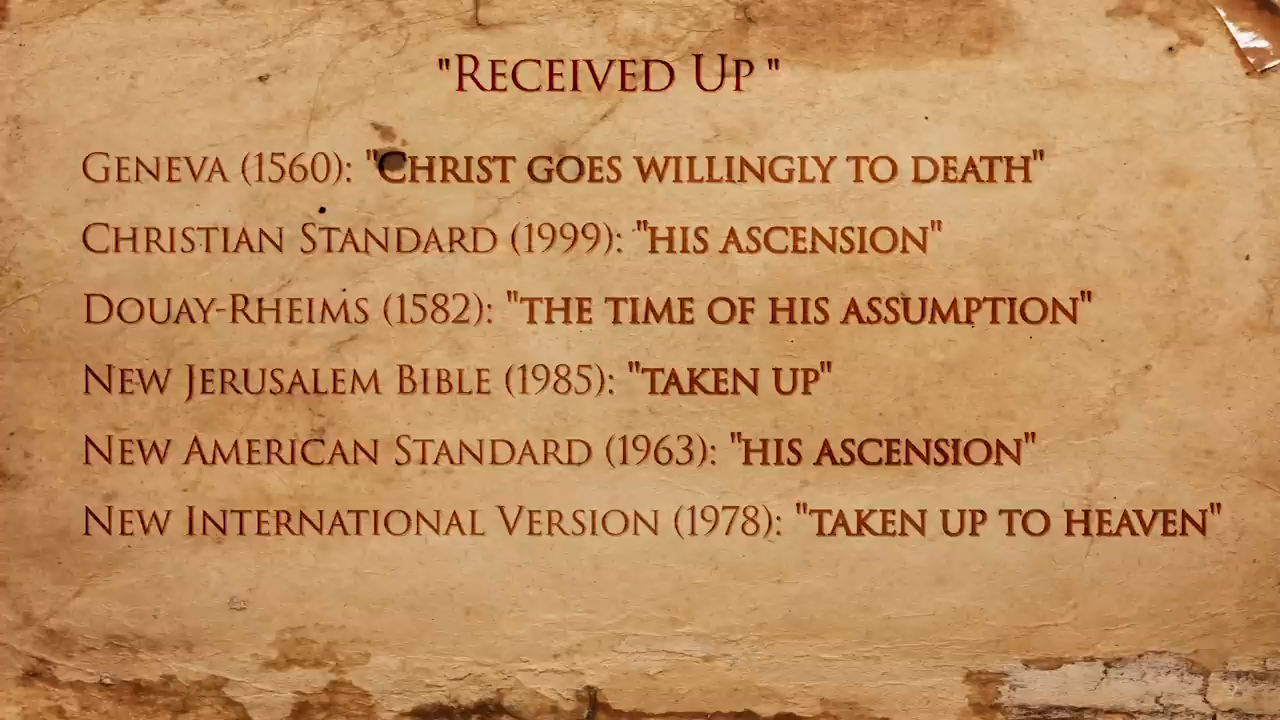 "Received Up"
Geneva (1560): "Christ goes willingly to death"
Christian Standard (1999): "his ascension"
Douay-Rheims (1582): "the time of his assumption"
New Jerusalem Bible (1985): "taken up"
New American Standard (1963): "his ascension"
New International Version (1978): "taken up to heaven"